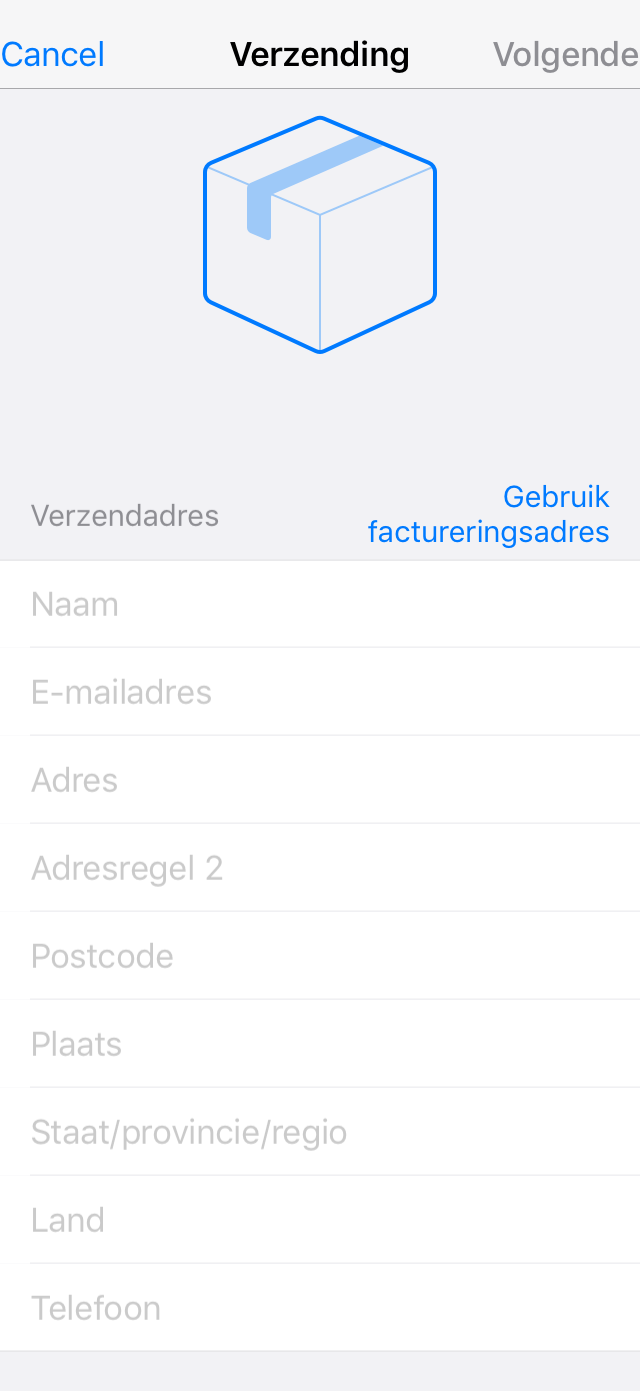 Cancel
Verzending
Volgende
Verzendadres
Gebruik
factureringsadres
Naam
E-mailadres
Adres
Adresregel 2
Postcode
Plaats
Staat/provincie/regio
Land
Telefoon